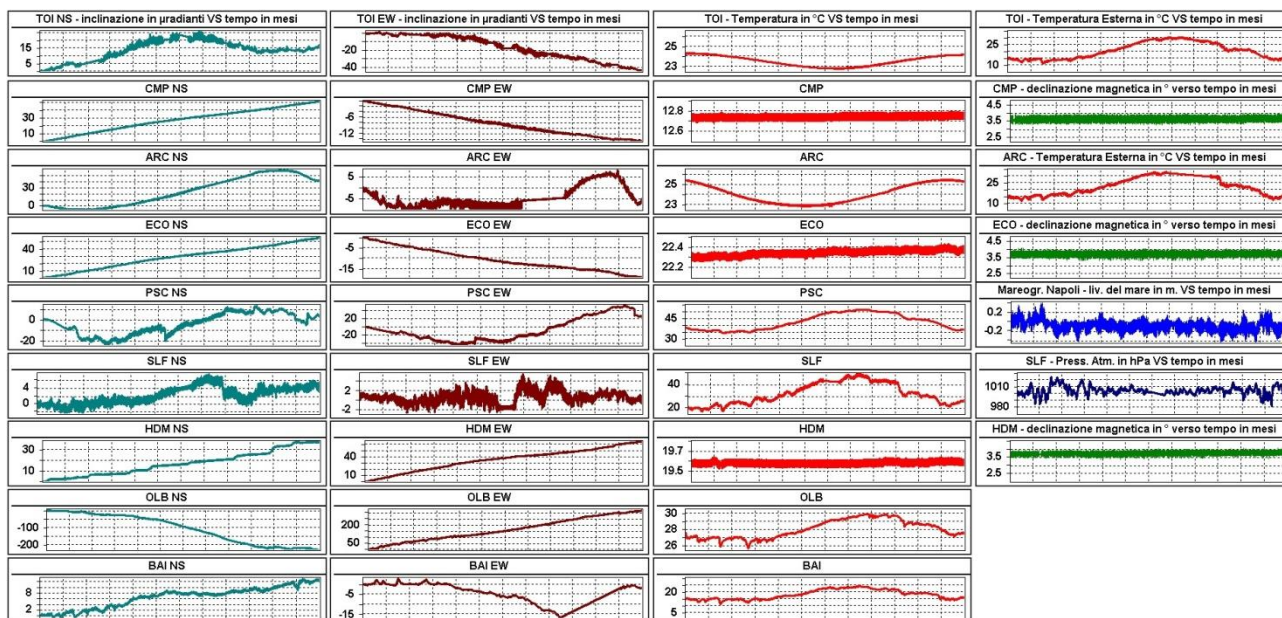 TOI NS - inclinazione in µradianti VS tempo in mesi
15
5
TOI EW - inclinazione in µradianti VS tempo in mesi
-20
-40
TOI - Temperatura in °C VS tempo in mesi
25
23
TOI - Temperatura Esterna in °C VS tempo in mesi
25
10
CMP NS
30
10
CMP EW
-6
-12
CMP
12.8
12.6
CMP - declinazione magnetica in ° verso tempo in mesi
4.5
3.5
2.5
ARC NS
30
0
ARC EW
5
-5
ARC
25
23
ARC - Temperatura Esterna in °C VS tempo in mesi
25
10
ECO NS
40
10
ECO EW
-5
-15
ECO
22.4
22.2
ECO - declinazione magnetica in ° verso tempo in mesi
4.5
3.5
2.5
PSC NS
0
-20
PSC EW
20
-20
PSC
45
30
Mareogr. Napoli - liv. del mare in m. VS tempo in mesi
0.2
-0.2
SLF NS
4
0
SLF EW
2
-2
SLF
40
20
SLF - Press. Atm. in hPa VS tempo in mesi
1010
980
HDM NS
30
10
HDM EW
40
10
HDM
19.7
19.5
HDM - declinazione magnetica in ° verso tempo in mesi
3.5
2.5
OLB NS
-100
-200
OLB EW
200
50
OLB
30
28
26
BAI NS
8
2
BAI EW
-5
-15
BAI
20
5